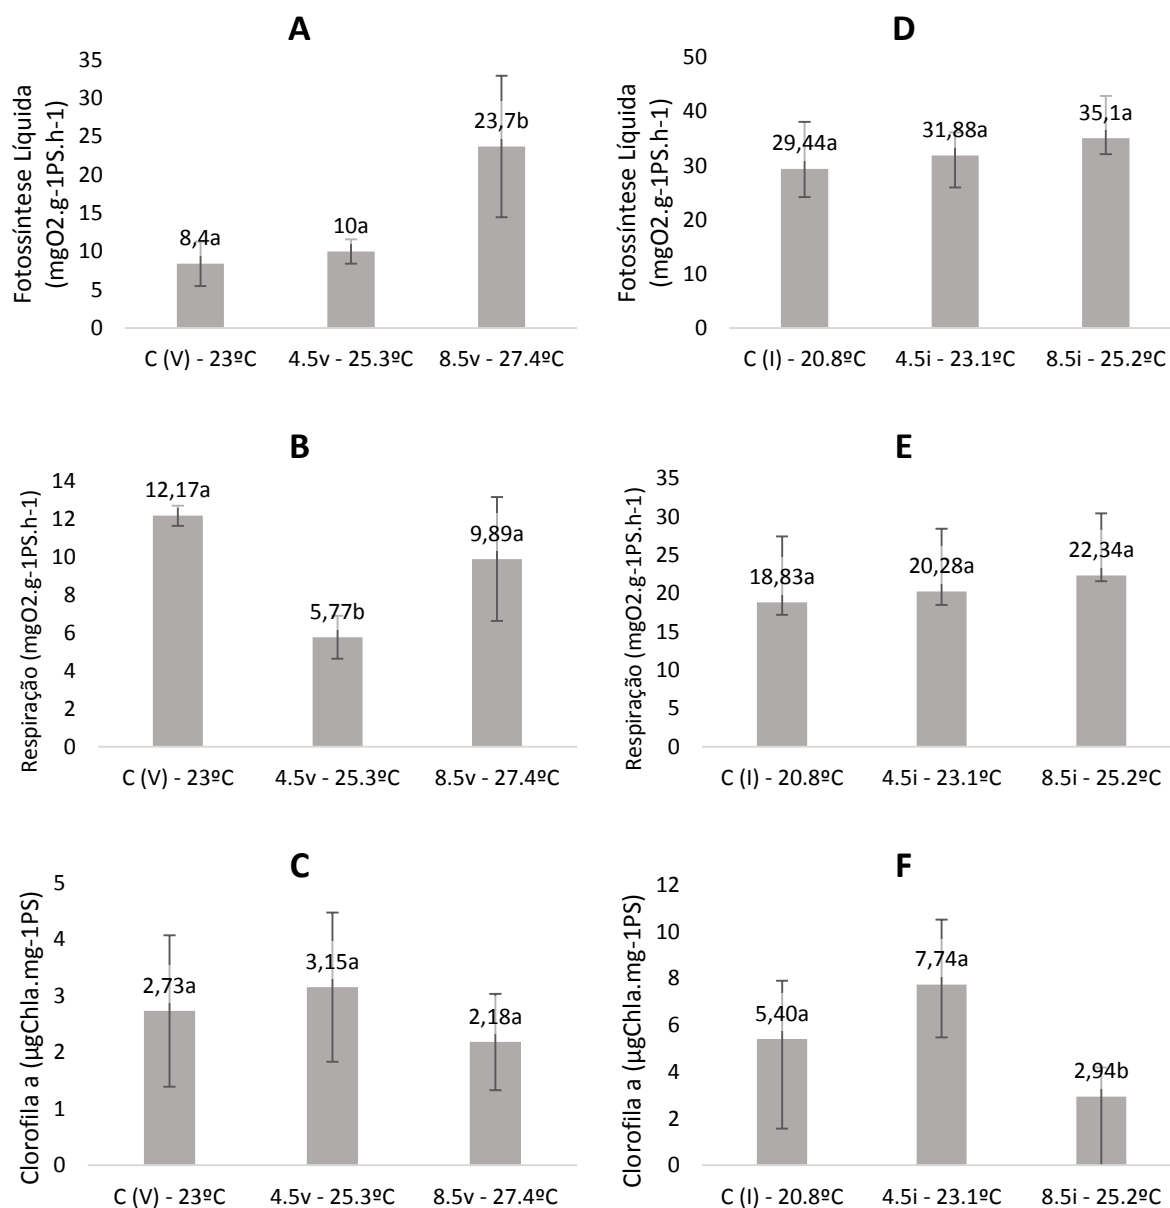 A
Fotossíntese Líquida
(mgO2.g-1PS.h-1)
35
30
25
20
15
10
5
0
8,4a
10a
23,7b
C (V) - 23ºC
4.5v - 25.3ºC
8.5v - 27.4ºC
D
Fotossíntese Líquida
(mgO2.g-1PS.h-1)
50
40
30
20
10
0
29,44a
31,88a
35,1a
C (I) - 20.8ºC
4.5i - 23.1ºC
8.5i - 25.2ºC
B
Respiração (mgO2.g-1PS.h-1)
14
12
10
8
6
4
2
0
12,17a
5,77b
9,89a
C (V) - 23ºC
4.5v - 25.3ºC
8.5v - 27.4ºC
E
Respiração (mgO2.g-1PS.h-1)
35
30
25
20
15
10
5
0
18,83a
20,28a
22,34a
C (I) - 20.8ºC
4.5i - 23.1ºC
8.5i - 25.2ºC
C
Clorofila a (µgChla.mg-1PS)
5
4
3
2
1
0
2,73a
3,15a
2,18a
C (V) - 23ºC
4.5v - 25.3ºC
8.5v - 27.4ºC
F
Clorofila a (µgChla.mg-1PS)
12
10
8
6
4
2
0
5,40a
7,74a
2,94b
C (I) - 20.8ºC
4.5i - 23.1ºC
8.5i - 25.2ºC